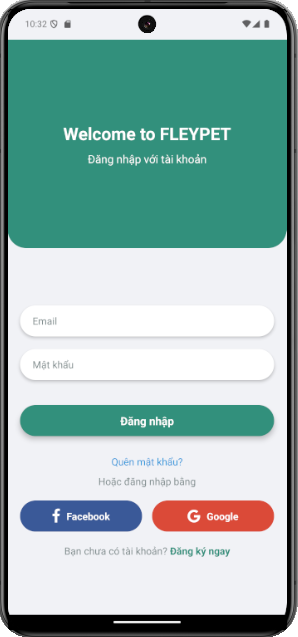 10:32
Welcome to FLEYPET
Đăng nhập với tài khoản
Email
Mật khẩu
Đăng nhập
Quên mật khẩu?
Hoặc đăng nhập bằng
Facebook
Google
Bạn chưa có tài khoản? Đăng ký ngay